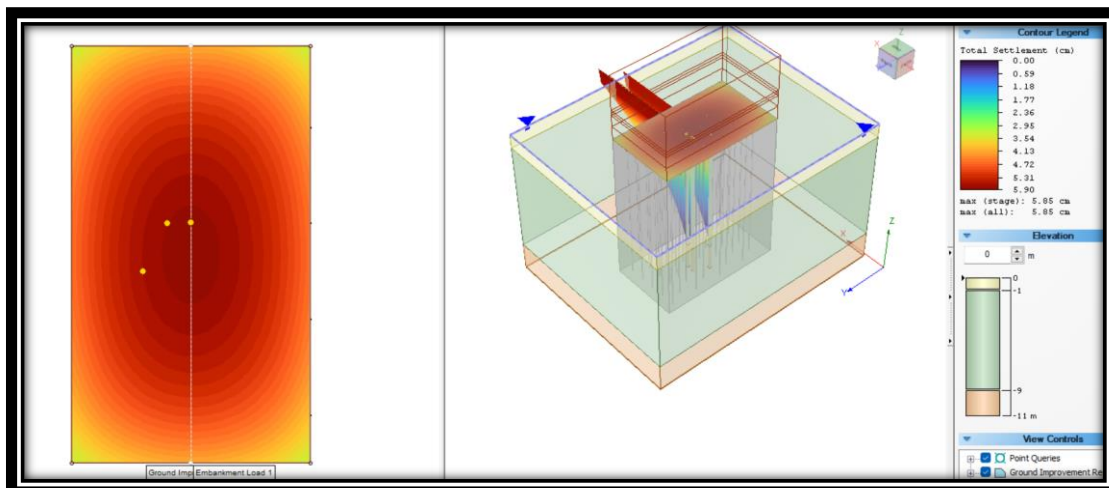 Contour Legend
Total Settlement (cm)
0.00
0.59
1.18
1.77
2.36
2.95
3.54
4.13
4.72
5.31
5.90
max (stage): 5.85 cm
max (all): 5.85 cm
Elevation
0 m
0
-1
-9
-11 m
View Controls
Point Queries
Ground Improvement Re
Z
X
Z
X
Y
Ground Imp Embankment Load 1